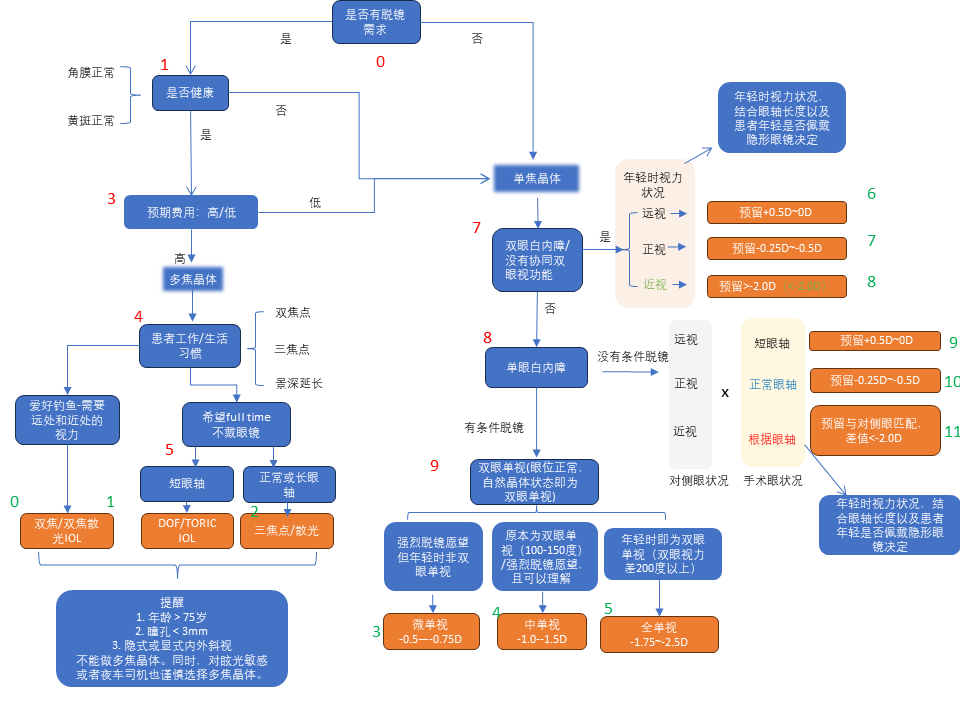 是否有脱镜
需求
是
否
0
1
角膜正常
黄斑正常
是否健康
否
是
年轻时视力状况,
结合眼轴长度以及
患者年轻是否佩戴
隐形眼镜决定
单焦晶体
3
预期费用：高/低
低
高
多焦晶体
年轻时视力
状况
远视
正视
近视
6
预留+0.5D~0D
7
预留-0.25D~-0.5D
8
预留>-2.0D
7
双眼白内障/
没有协同双
眼视功能
是
否
4
患者工作/生活
习惯
双焦点
三焦点
景深延长
8
单眼白内障
没有条件脱镜
有条件脱镜
远视
正视
近视
对侧眼状况
x
短眼轴
正常眼轴
根据眼轴
手术眼状况
预留+0.5D~0D
9
预留-0.25D~-0.5D
10
预留与对侧眼匹配,
差值<-2.0D
11
爱好钓鱼-需要
远处和近处的
视力
希望full time
不戴眼镜
5
短眼轴
正常或长眼
轴
9
双眼单视(眼位正常,
自然晶体状态即为
双眼单视)
年轻时视力状况，结
合眼轴长度以及患者
年轻是否佩戴隐形眼
镜决定
0
双焦/双焦散
光IOL
1
DOF/TORIC
IOL
2
三焦点/散光
强烈脱镜愿望
但年轻时非双
眼单视
原本为双眼单
视（100-150度）
/强烈脱镜愿望,
且可以理解
年轻时即为双眼
单视（双眼视力
差200度以上）
3
微单视
-0.5—-0.75D
4
中单视
-1.0--1.5D
5
全单视
-1.75~-2.5D
提醒
1. 年龄 > 75岁
2. 瞳孔 < 3mm
3. 隐式或显式内外斜视
不能做多焦晶体。同时，对眩光敏感
或者夜车司机也谨慎选择多焦晶体。